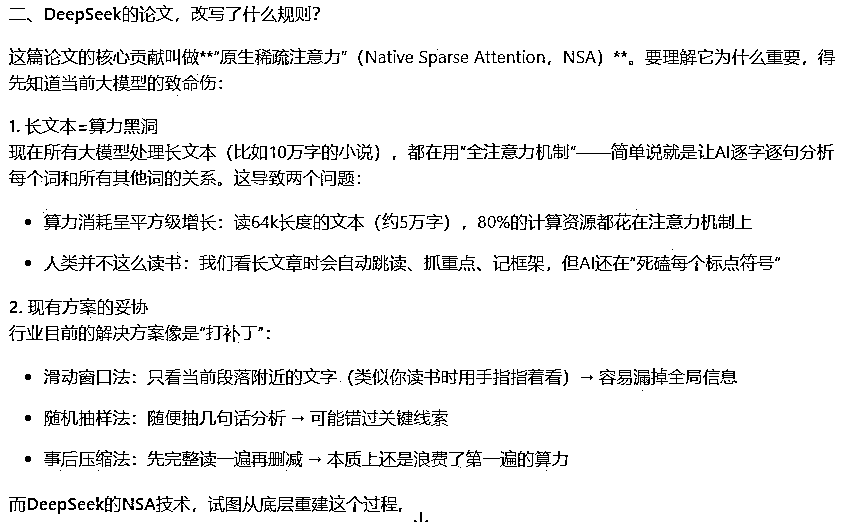 二、DeepSeek的论文，改写了什么规则？
这篇论文的核心贡献叫做**“原生稀疏注意力”（Native Sparse Attention，NSA）**。要理解它为什么重要，得
先知道当前大模型的致命伤：
1. 长文本=算力黑洞
现在所有大模型处理长文本（比如10万字的小说），都在用“全注意力机制”——简单说就是让AI逐字逐句分析
每个词和所有其他词的关系。这导致两个问题：
• 算力消耗呈平方级增长：读64k长度的文本（约5万字），80%的计算资源都花在注意力机制上
• 人类并不这么读书：我们看长文章时会自动跳读、抓重点、记框架，但AI还在“死磕每个标点符号”
2. 现有方案的妥协
行业目前的解决方案像是“打补丁”：
• 滑动窗口法：只看当前段落附近的文字（类似你读书时用手指指着看）→ 容易漏掉全局信息
• 随机抽样法：随便抽几句话分析 → 可能错过关键线索
• 事后压缩法：先完整读一遍再删减 → 本质上还是浪费了第一遍的算力
而DeepSeek的NSA技术，试图从底层重建这个过程。